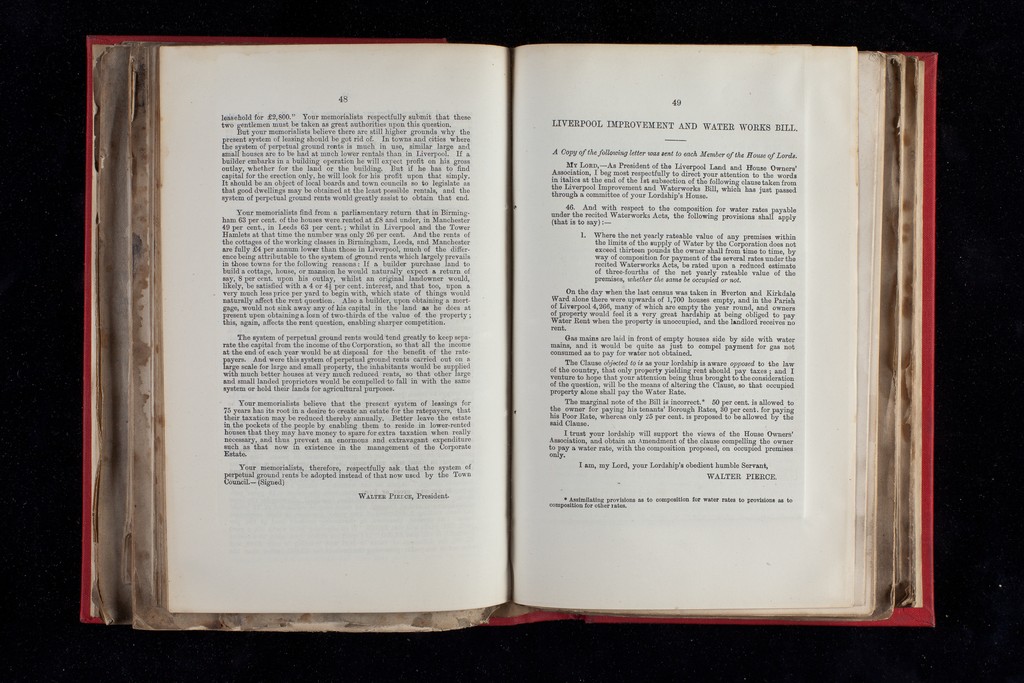 48
leasehold for £2,800." Your memorialists respectfully submit that these
two gentlemen must be taken as great authorities upon this question.
But your memorialists believe there are still higher grounds why the
present system of leasing should be got rid of. In towns and cities where
the system of perpetual ground rents is much in use, similar large and
small houses are to be had at much lower rentals than in Liverpool. If a
builder embarks in a building operation he will expect profit on his gross
outlay, whether for the land or the building. But if he has to find
capital for the erection only, he will look for his profit upon that simply.
It should be an object of local boards and town councils so to legislate as
that good dwellings may be obtained at the least possible rentals, and the
system of perpetual ground rents would greatly assist to obtain that end.
Your memorialists find from a parliamentary return that in Birming-
ham 63 per cent. of the houses were rented at £8 and under, in Manchester
49 per cent., in Leeds 63 per cent.; whilst in Liverpool and the Tower
Hamlets at that time the number was only 26 per cent. And the rents of
the cottages of the working classes in Birmingham, Leeds, and Manchester
are fully £4 per annum lower than those in Liverpool, much of the differ-
ence being attributable to the system of ground rents which largely prevails
in those towns for the following reasons: If a builder purchase land to
build a cottage, house, or mansion he would naturally expect a return of
say, 8 per cent. upon his outlay, whilst an original landowner would,
likely, be satisfied with a 4 or 4½ per cent. interest, and that too, upon a
very much less price per yard to begin with, which state of things would
naturally affect the rent question. Also a builder, upon obtaining a mort-
gage, would not sink away any of his capital in the land as he does at
present upon obtaining a loan of two-thirds of the value of the property;
this, again, affects the rent question, enabling sharper competition.
The system of perpetual ground rents would tend greatly to keep sepa-
rate the capital from the income of the Corporation, so that all the income
at the end of each year would be at disposal for the benefit of the rate-
payers. And were this system of perpetual ground rents carried out on a
large scale for large and small property, the inhabitants would be supplied
with much better houses at very much reduced rents, so that other large
and small landed proprietors would be compelled to fall in with the same
system or hold their lands for agricultural purposes.
Your memorialists believe that the present system of leasings for
75 years has its root in a desire to create an estate for the ratepayers, that
their taxation may be reduced thereby annually. Better leave the estate
in the pockets of the people by enabling them to reside in lower-rented
houses that they may have money to spare for extra taxation when really
necessary, and thus prevent an enormous and extravagant expenditure
such as that now in existence in the management of the Corporate
Estate.
Your memorialists, therefore, respectfully ask that the system of
perpetual ground rents be adopted instead of that now used by the Town
Council.—(Signed)
WALTER PIERCE, President.
49
LIVERPOOL IMPROVEMENT AND WATER WORKS BILL.
A Copy of the following letter was sent to each Member of the House of Lords.
MY LORD,—As President of the Liverpool Land and House Owners'
Association, I beg most respectfully to direct your attention to the words
in italics at the end of the 1st subsection of the following clause taken from
the Liverpool Improvement and Waterworks Bill, which has just passed
through a committee of your Lordship's House.
46. And with respect to the composition for water rates payable
under the recited Waterworks Acts, the following provisions shall apply
(that is to say):—
1. Where the net yearly rateable value of any premises within
the limits of the supply of Water by the Corporation does not
exceed thirteen pounds the owner shall from time to time, by
way of composition for payment of the several rates under the
recited Waterworks Acts, be rated upon a reduced estimate
of three-fourths of the net yearly rateable value of the
premises, whether the same be occupied or not.
On the day when the last census was taken in Everton and Kirkdale
Ward alone there were upwards of 1,700 houses empty, and in the Parish
of Liverpool 4,266, many of which are empty the year round, and owners
of property would feel it a very great hardship at being obliged to pay
Water Rent when the property is unoccupied, and the landlord receives no
rent.
Gas mains are laid in front of empty houses side by side with water
mains, and it would be quite as just to compel payment for gas not
consumed as to pay for water not obtained.
The Clause objected to is as your lordship is aware opposed to the law
of the country, that only property yielding rent should pay taxes; and I
venture to hope that your attention being thus brought to the consideration
of the question, will be the means of altering the Clause, so that occupied
property alone shall pay the Water Rate.
The marginal note of the Bill is incorrect.* 50 per cent. is allowed to
the owner for paying his tenants' Borough Rates, 30 per cent. for paying
his Poor Rate, whereas only 25 per cent. is proposed to be allowed by the
said Clause.
I trust your lordship will support the views of the House Owners'
Association, and obtain an Amendment of the clause compelling the owner
to pay a water rate, with the composition proposed, on occupied premises
only.
I am, my Lord, your Lordship's obedient humble Servant,
WALTER PIERCE.
* Assimilating provisions as to composition for water rates to provisions as to
composition for other rates.